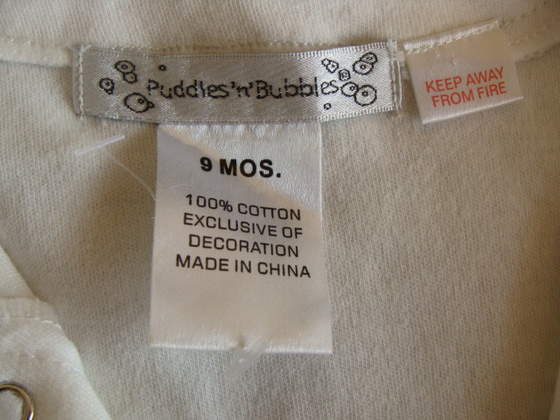 Puddles'n'Bubbles
KEEP AWAY
FROM FIRE
9 MOS.
100% COTTON
EXCLUSIVE OF
DECORATION
MADE IN CHINA